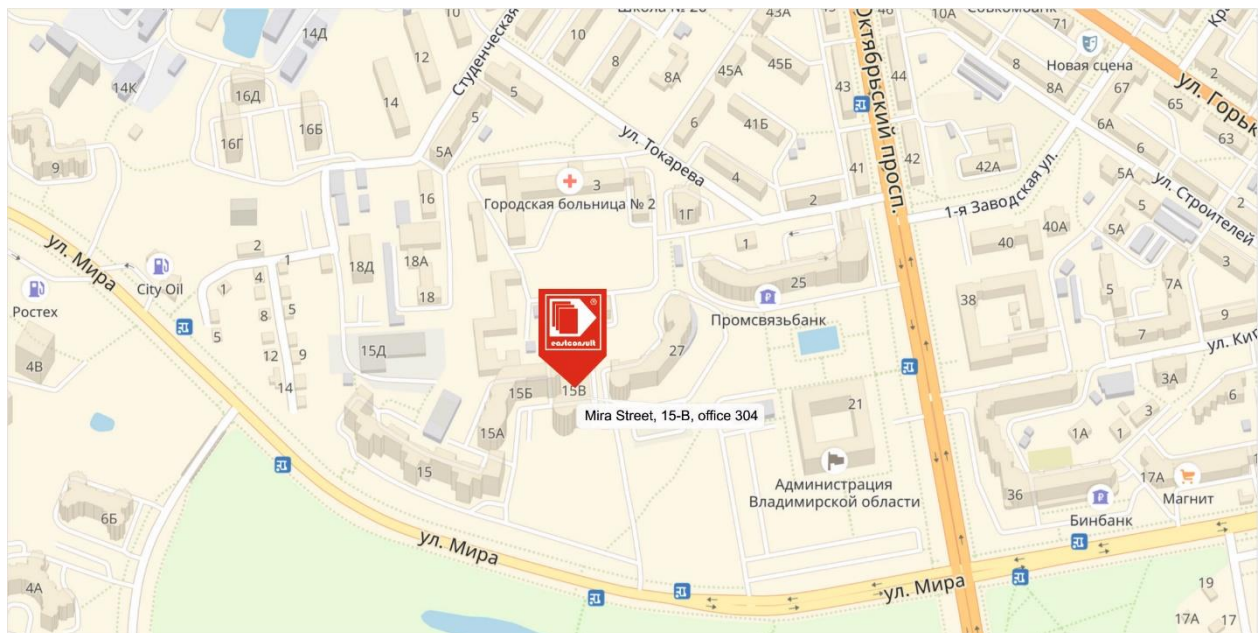 Школа № 26
43А
45
46
10А
Совкомбанк
71
10
14Д
12
10
8
8А
45А
45Б
43
44
Новая сцена
8
8А
67
65
2
ул. Горьк
63
14К
16Д
14
Студенческая
5
5
5А
16Г
16Б
ул. Токарева
6
41Б
4
41
42
Октябрьский просп.
42А
6А
6
5А
ул. Строителей
2
9
3
Городская больница № 2
16
1Г
2
1-я Заводская ул.
5
5А
ул. Мира
2
1
18Д
18А
18
1
25
40
40А
3
7А
City Oil
1
4
8
5
5
12
9
14
Ростех
4В
15Д
®
eastconsult
27
Промсвязьбанк
38
5
7
9
ул. Кир
3А
6
3
1
1А
15Б
15В
Mira Street, 15-B, office 304
21
15А
15
Администрация
Владимирской области
36
17А
Магнит
Бинбанк
6Б
4А
ул. Мира
ул. Мира
19
17А
17